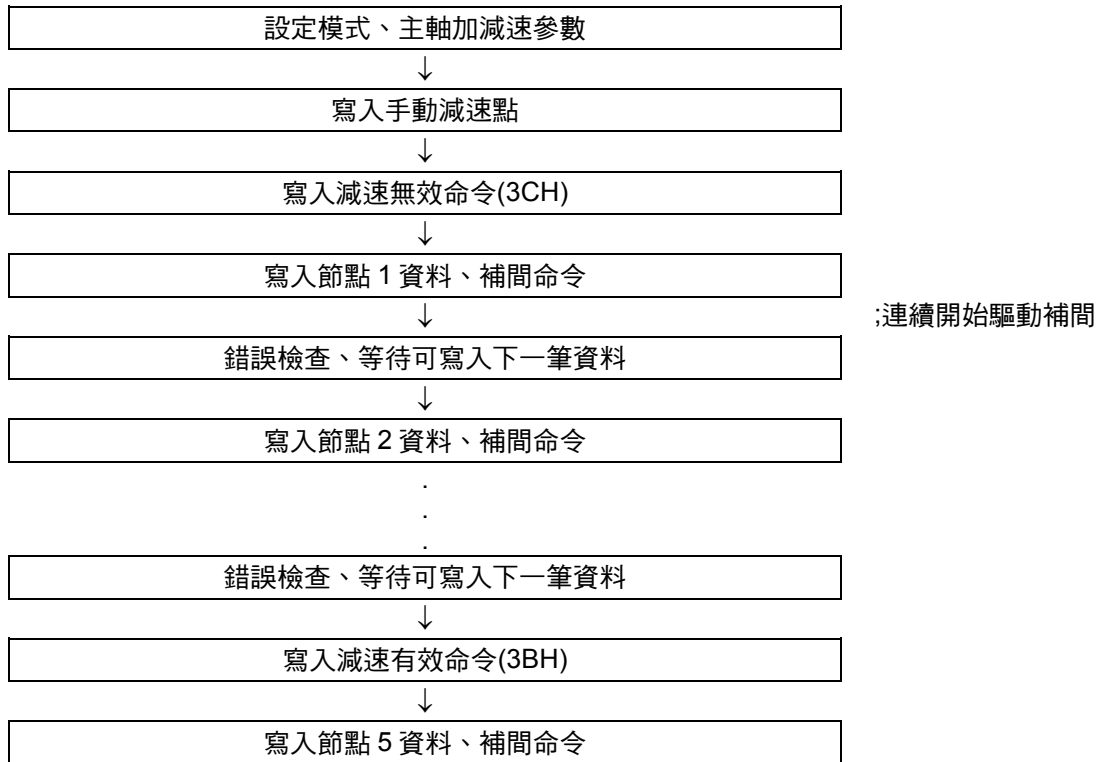 設定模式、主軸加減速參數
↓
寫入手動減速點
↓
寫入減速無效命令(3CH)
↓
寫入節點 1 資料、補間命令
↓ ;連續開始驅動補間
錯誤檢查、等待可寫入下一筆資料
↓
寫入節點 2 資料、補間命令
.
.
.
錯誤檢查、等待可寫入下一筆資料
↓
寫入減速有效命令(3BH)
↓
寫入節點 5 資料、補間命令